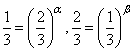 1/3 = (2/3)^α, 2/3 = (1/3)^β